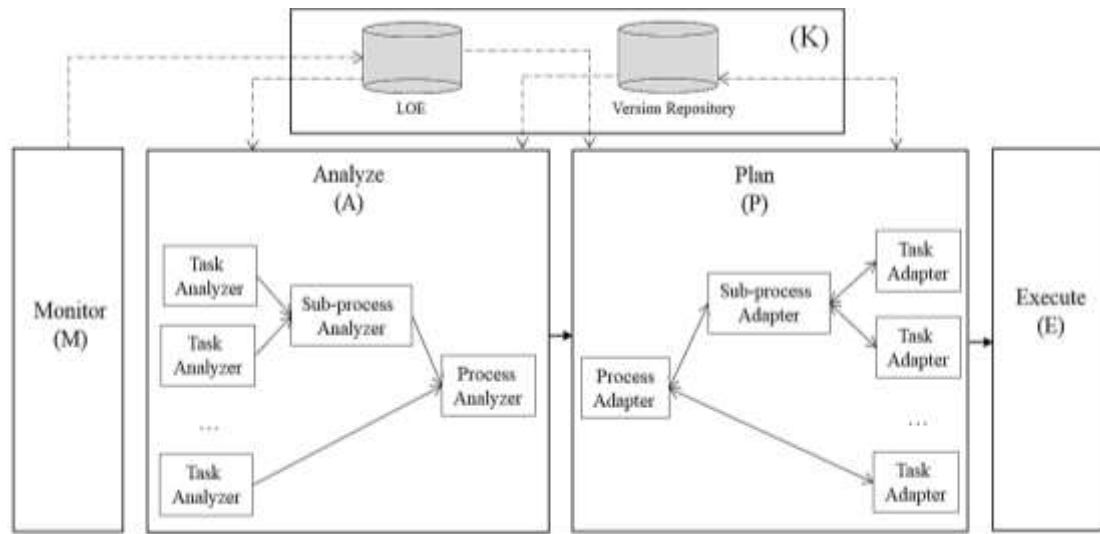 (K)
LOE
Version Repository
Monitor
(M)
Analyze
(A)
Task
Analyzer
Task
Analyzer
...
Task
Analyzer
Sub-process
Analyzer
Process
Analyzer
Plan
(P)
Process
Adapter
Sub-process
Adapter
Task
Adapter
Task
Adapter
...
Task
Adapter
Execute
(E)